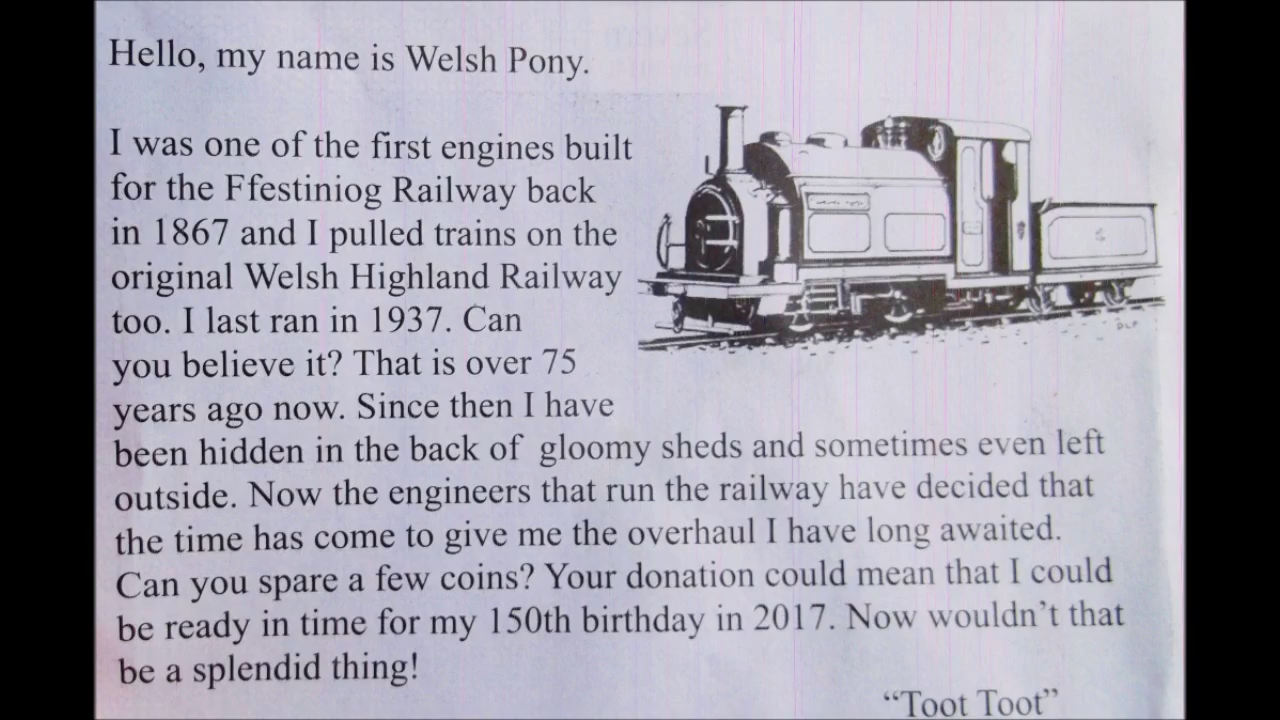 Hello, my name is Welsh Pony.
I was one of the first engines built
for the Ffestiniog Railway back
in 1867 and I pulled trains on the
original Welsh Highland Railway
too. I last ran in 1937. Can
you believe it? That is over 75
years ago now. Since then I have
been hidden in the back of gloomy sheds and sometimes even left
outside. Now the engineers that run the railway have decided that
the time has come to give me the overhaul I have long awaited.
Can you spare a few coins? Your donation could mean that I could
be ready in time for my 150th birthday in 2017. Now wouldn’t that
be a splendid thing!
“Toot Toot”